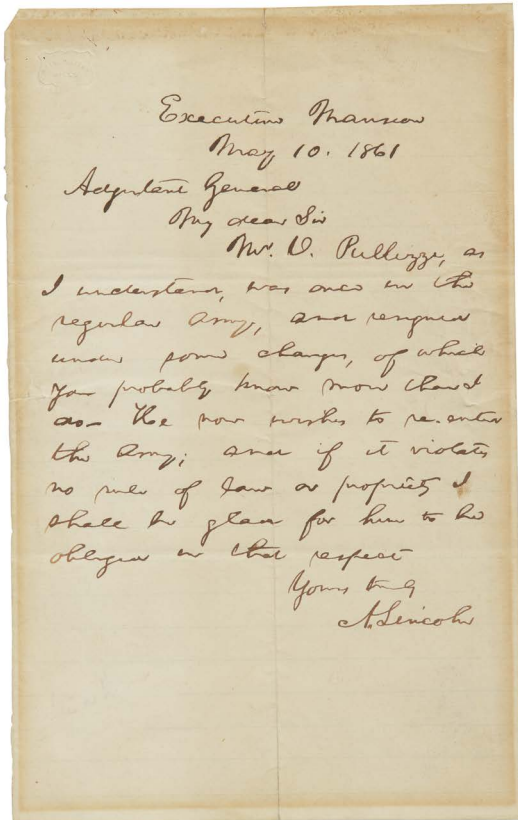 Executive Mansion
May 10. 1861
Adjutant General
My dear Sir
Mr. V. Pulizzi, as
I understand, was once in the
regular Army, and resigned
under some charges, of which
you probably know more than I
do— He now wishes to re-enter
the Army; and if it violates
no rule of law or propriety I
shall be glad for him to be
obliged in that respect
Yours truly
A. Lincoln